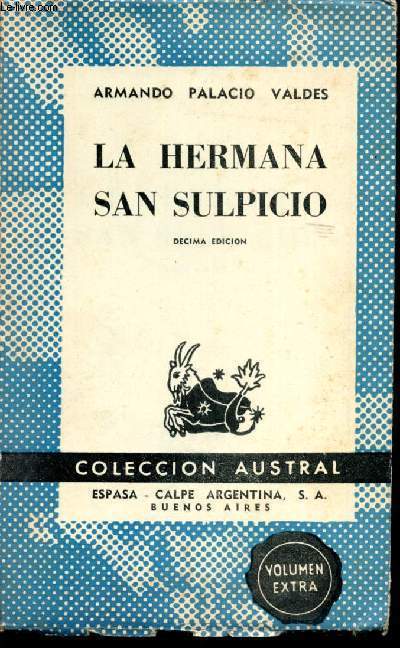 Le-livre.com
ARMANDO PALACIO VALDES
LA HERMANA
SAN SULPICIO
DECIMA EDICION
COLECCION AUSTRAL
ESPASA - CALPE ARGENTINA, S. A.
BUENOS AIRES
VOLUMEN
EXTRA